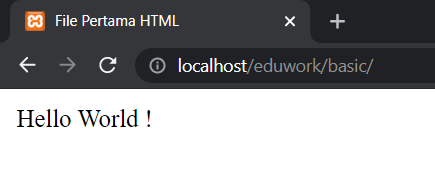 File Pertama HTML
localhost/eduwork/basic/
Hello World !